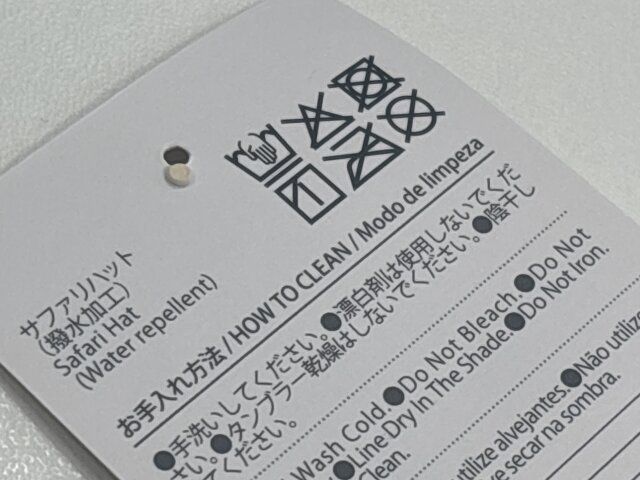 サファリハット
(撥水加工)
Safari Hat
(Water repellent)
お手入れ方法 / HOW TO CLEAN / Modo de limpeza
●手洗いしてください。●漂白剤は使用しないでくだ
さい。●タンブラー乾燥はしないでください。●陰干し
てください。
Wash Cold. ●Do Not Bleach. ●Do Not
●Line Dry In The Shade. ●Do Not Iron.
Clean.
utilize alvejantes. ●Não utilize
e secar na sombra.